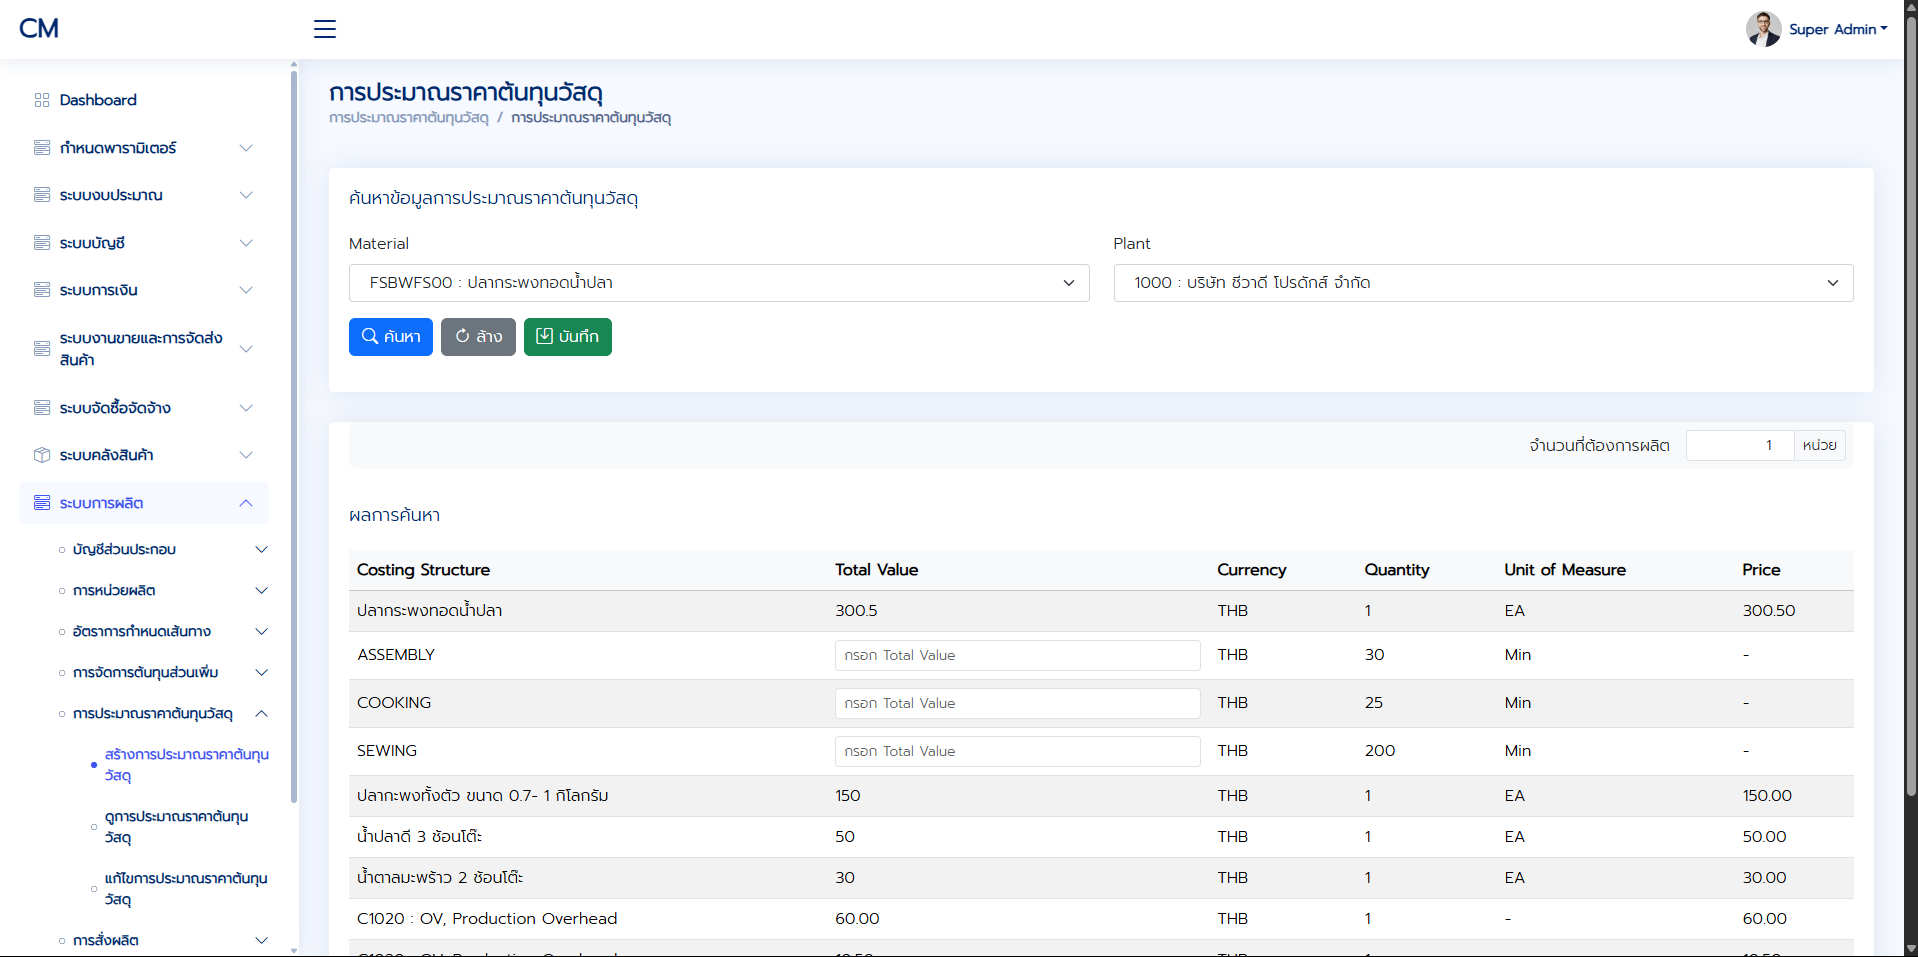 CM
Super Admin
Dashboard
กำหนดพารามิเตอร์
ระบบงบประมาณ
ระบบบัญชี
ระบบการเงิน
ระบบงานขายและการจัดส่ง
สินค้า
ระบบจัดซื้อจัดจ้าง
ระบบคลังสินค้า
ระบบการผลิต
บัญชีส่วนประกอบ
การหน่วยผลิต
อัตราการกำหนดเส้นทาง
การจัดการต้นทุนส่วนเพิ่ม
การประมาณราคาต้นทุนวัสดุ
สร้างการประมาณราคาต้นทุน
วัสดุ
ดูการประมาณราคาต้นทุน
วัสดุ
แก้ไขการประมาณราคาต้นทุน
วัสดุ
การสั่งผลิต
การประมาณราคาต้นทุนวัสดุ
การประมาณราคาต้นทุนวัสดุ / การประมาณราคาต้นทุนวัสดุ
ค้นหาข้อมูลการประมาณราคาต้นทุนวัสดุ
Material Plant
FSBWFS00 : ปลากระพงทอดน้ำปลา 1000 : บริษัท ชีวาดี โปรดักส์ จำกัด
ค้นหา ล้าง บันทึก
จำนวนที่ต้องการผลิต 1 หน่วย
ผลการค้นหา
Costing Structure Total Value Currency Quantity Unit of Measure Price
ปลากระพงทอดน้ำปลา 300.5 THB 1 EA 300.50
ASSEMBLY กรอก Total Value THB 30 Min -
COOKING กรอก Total Value THB 25 Min -
SEWING กรอก Total Value THB 200 Min -
ปลากะพงทั้งตัว ขนาด 0.7- 1 กิโลกรัม 150 THB 1 EA 150.00
น้ำปลาดี 3 ช้อนโต๊ะ 50 THB 1 EA 50.00
น้ำตาลมะพร้าว 2 ช้อนโต๊ะ 30 THB 1 EA 30.00
C1020 : OV, Production Overhead 60.00 THB 1 - 60.00